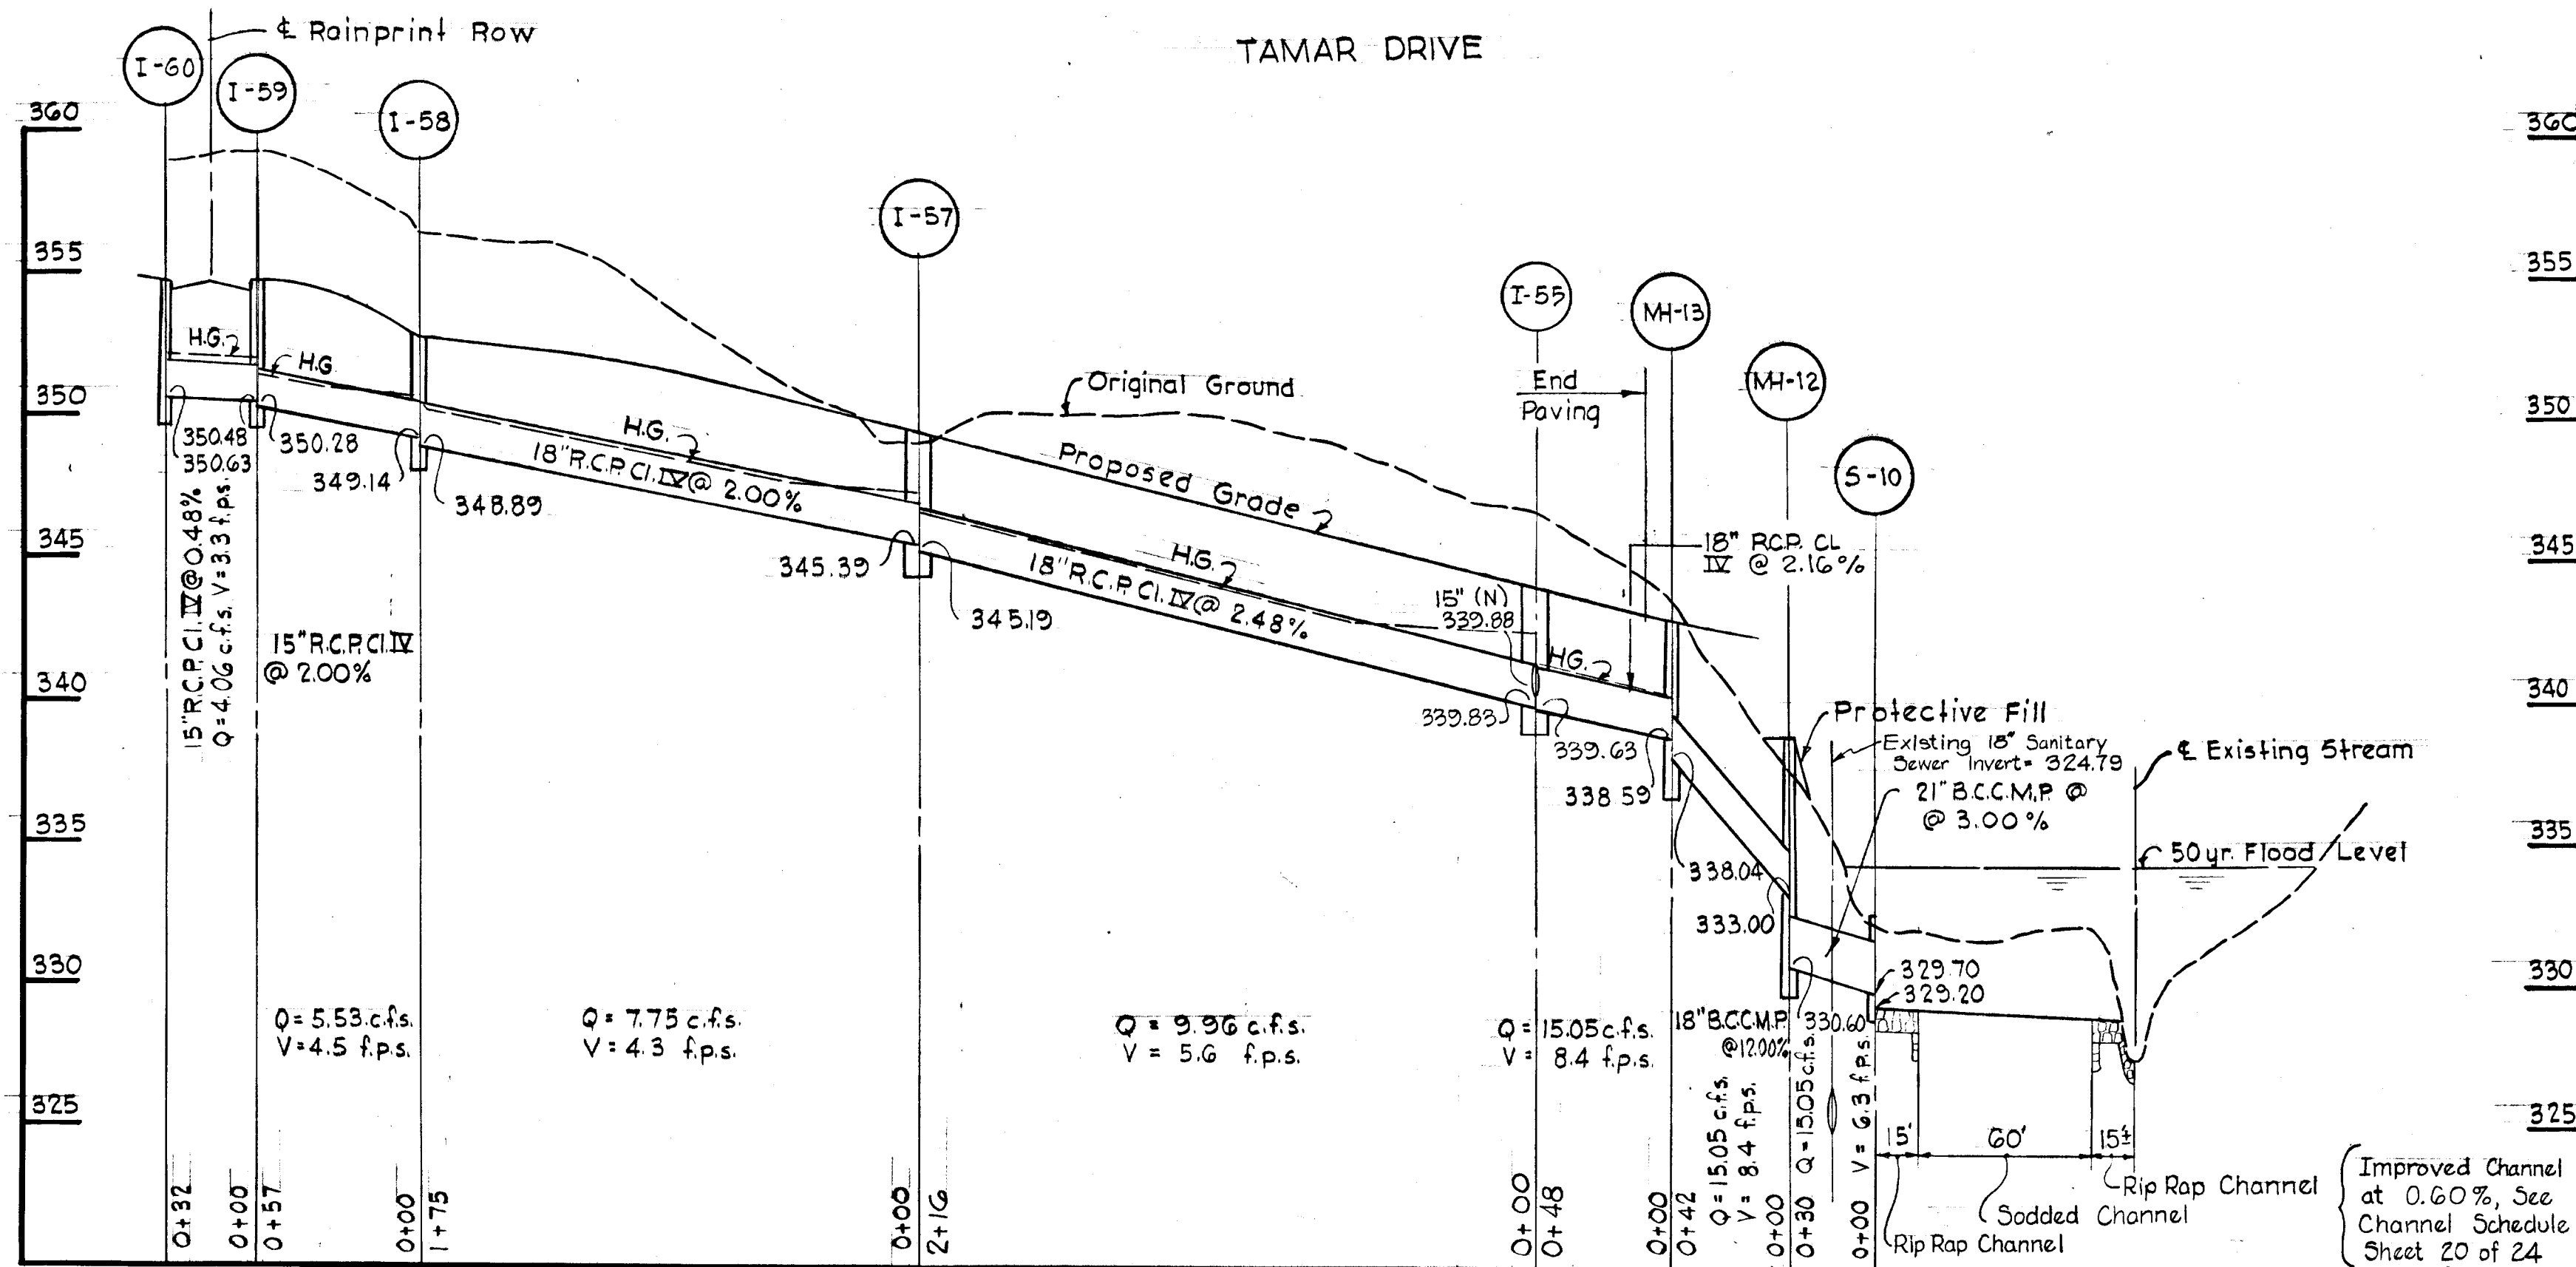 TAMAR DRIVE
℄ Rainprint Row
I-60
I-59
I-58
I-57
I-55
MH-13
MH-12
S-10
360
355
350
345
340
335
330
325
360
355
350
345
340
335
330
325
H.G.
H.G.
350.48
350.63
350.28
349.14
348.89
15" R.C.P. Cl. IV @ 0.48%
Q = 4.06 c.f.s. V = 3.3 f.p.s.
15" R.C.P. Cl. IV
@ 2.00%
H.G.
18" R.C.P. Cl. IV @ 2.00%
345.39
345.19
Original Ground
Proposed Grade
H.G.
18" R.C.P. Cl. IV @ 2.48%
End
Paving
18" R.C.P. CL
IV @ 2.16%
15" (N)
339.88
H.G.
339.83
339.63
338.59
338.04
333.00
Protective Fill
Existing 18" Sanitary
Sewer Invert = 324.79
21" B.C.C.M.P. @
@ 3.00%
℄ Existing Stream
50 yr. Flood Level
329.70
329.20
330.60
Q = 5.53 c.f.s.
V = 4.5 f.p.s.
Q = 7.75 c.f.s.
V = 4.3 f.p.s.
Q = 9.96 c.f.s.
V = 5.6 f.p.s.
Q = 15.05 c.f.s.
V = 8.4 f.p.s.
18" B.C.C.M.P.
@ 12.00%
Q = 15.05 c.f.s.
V = 8.4 f.p.s.
Q = 15.05 c.f.s.
V = 6.3 f.p.s.
15'
60'
15'±
Rip Rap Channel
Sodded Channel
Rip Rap Channel
Improved Channel
at 0.60%, See
Channel Schedule
Sheet 20 of 24
0+32
0+00
0+57
0+00
1+75
0+00
2+16
0+00
0+48
0+00
0+42
0+00
0+30
0+00